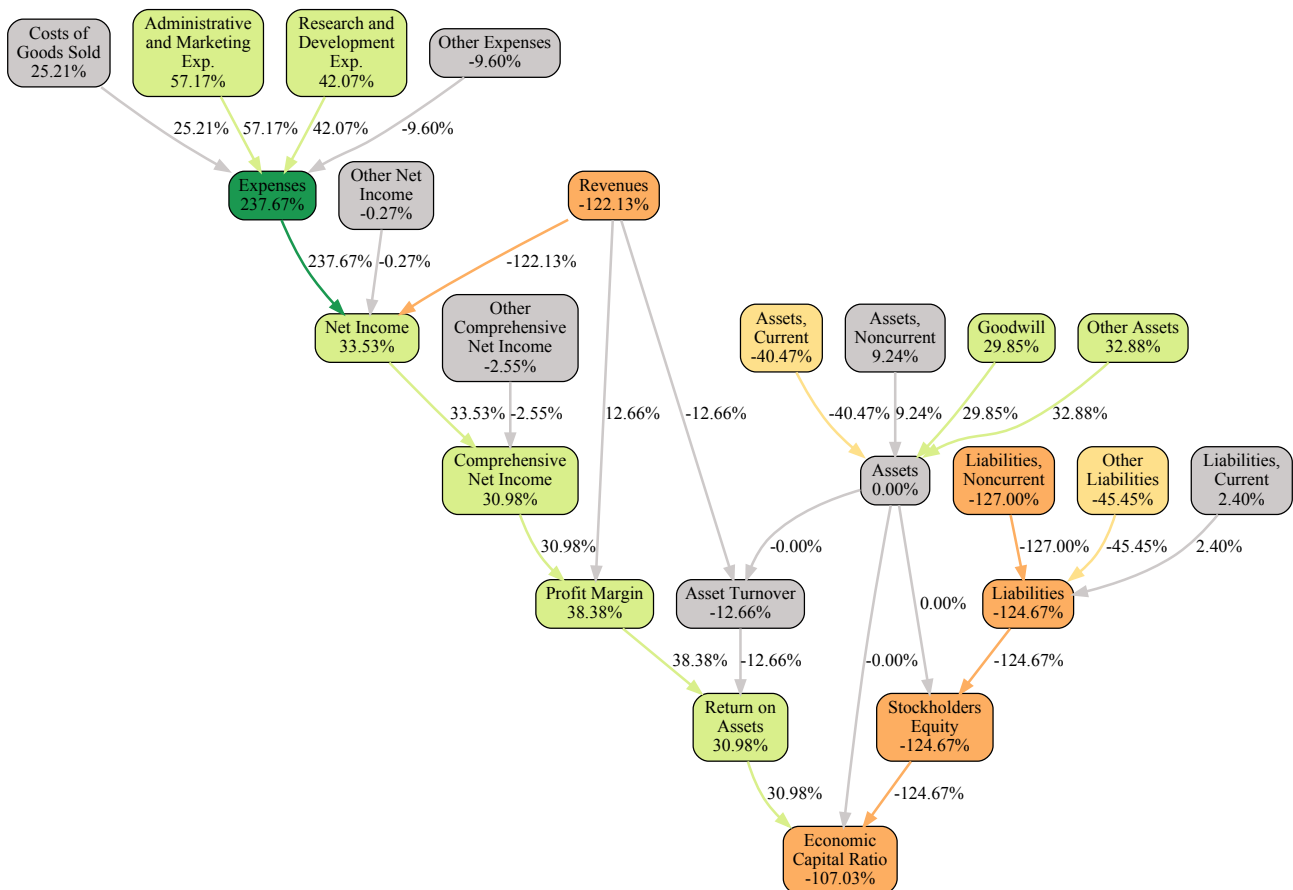 Costs of
Goods Sold
25.21%
Administrative
and Marketing
Exp.
57.17%
Research and
Development
Exp.
42.07%
Other Expenses
-9.60%
25.21%
57.17%
42.07%
-9.60%
Expenses
237.67%
Other Net
Income
-0.27%
Revenues
-122.13%
237.67%
-0.27%
-122.13%
Net Income
33.53%
Other
Comprehensive
Net Income
-2.55%
Assets,
Current
-40.47%
Assets,
Noncurrent
9.24%
Goodwill
29.85%
Other Assets
32.88%
33.53%
-2.55%
12.66%
-12.66%
-40.47%
9.24%
29.85%
32.88%
Comprehensive
Net Income
30.98%
Assets
0.00%
Liabilities,
Noncurrent
-127.00%
Other
Liabilities
-45.45%
Liabilities,
Current
2.40%
30.98%
-0.00%
-127.00%
-45.45%
2.40%
Profit Margin
38.38%
Asset Turnover
-12.66%
0.00%
Liabilities
-124.67%
38.38%
-12.66%
-0.00%
-124.67%
Return on
Assets
30.98%
Stockholders
Equity
-124.67%
30.98%
-124.67%
Economic
Capital Ratio
-107.03%